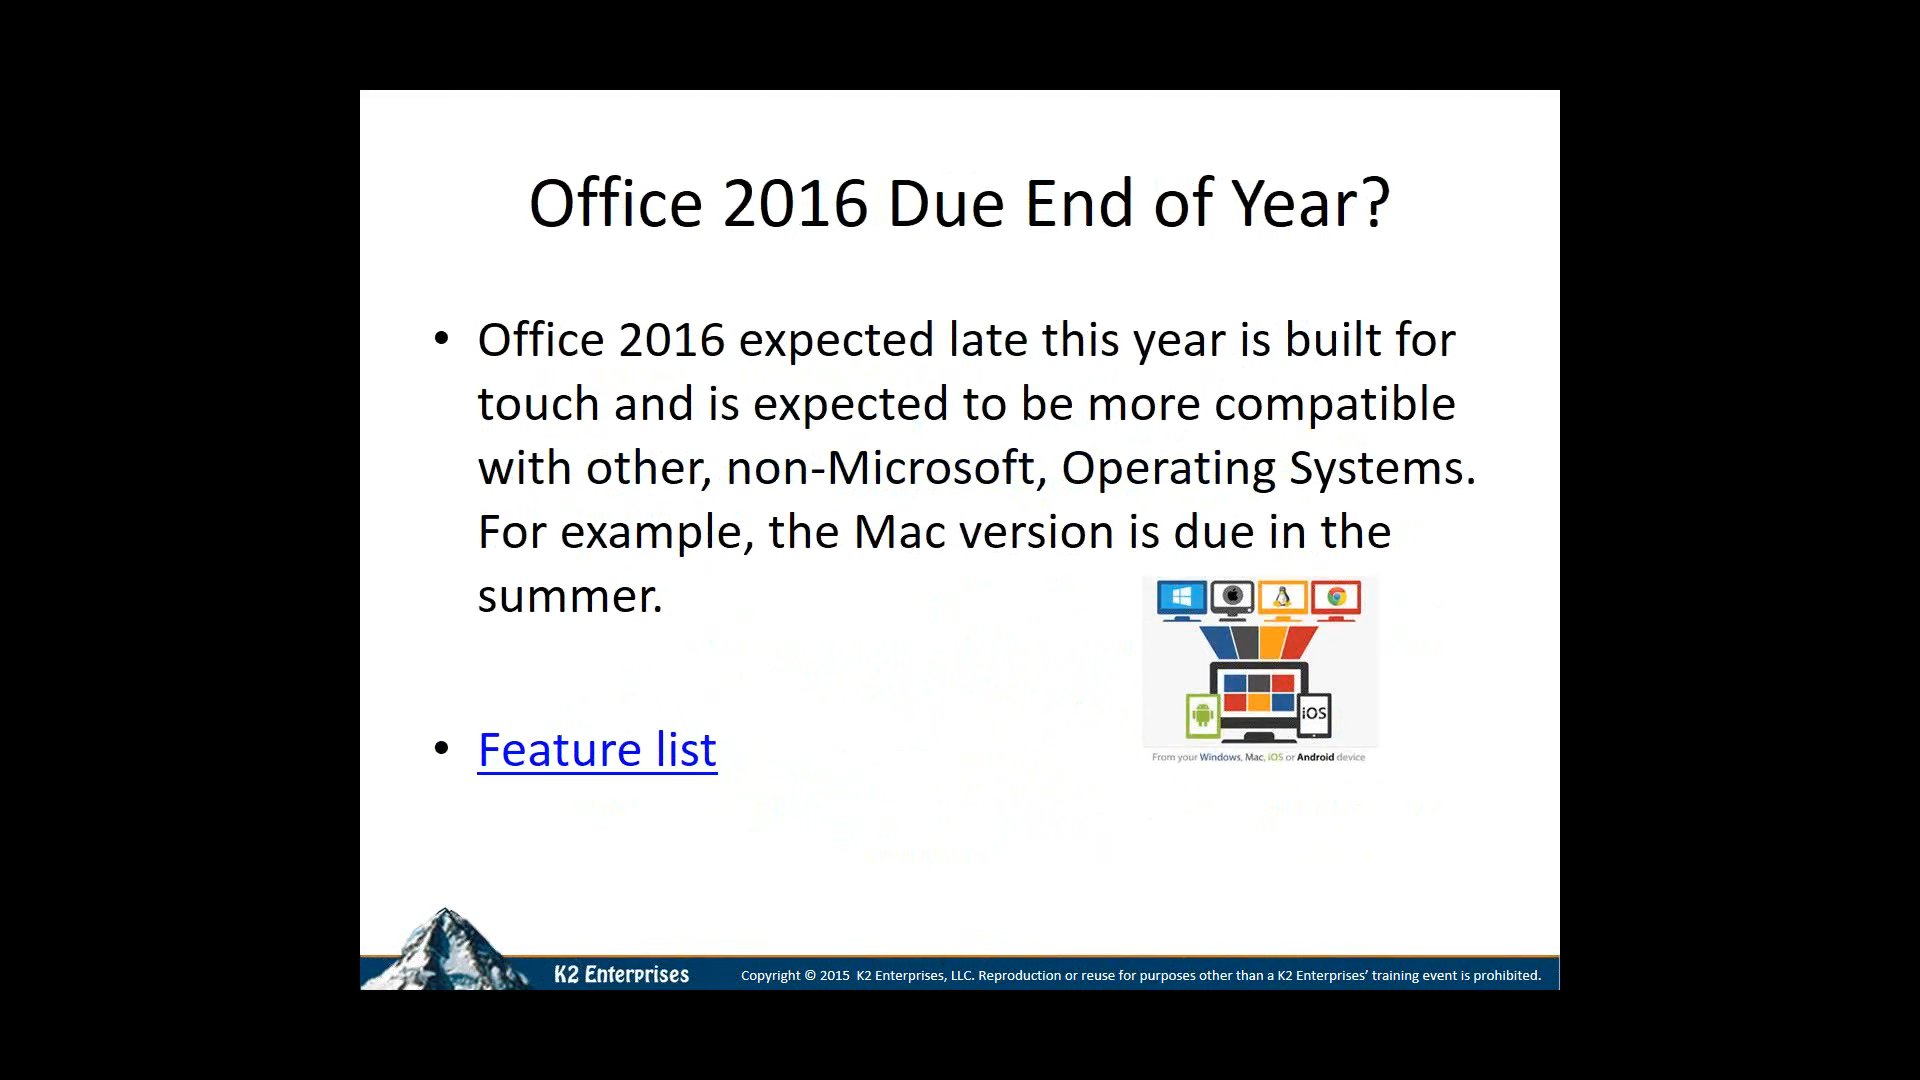 Office 2016 Due End of Year?
• Office 2016 expected late this year is built for
touch and is expected to be more compatible
with other, non-Microsoft, Operating Systems.
For example, the Mac version is due in the
summer.
iOS
From your Windows, Mac, iOS or Android device
• Feature list
K2 Enterprises
Copyright © 2015 K2 Enterprises, LLC. Reproduction or reuse for purposes other than a K2 Enterprises’ training event is prohibited.